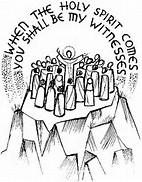 WHEN THE HOLY SPIRIT COMES
YOU SHALL BE MY WITNESSES